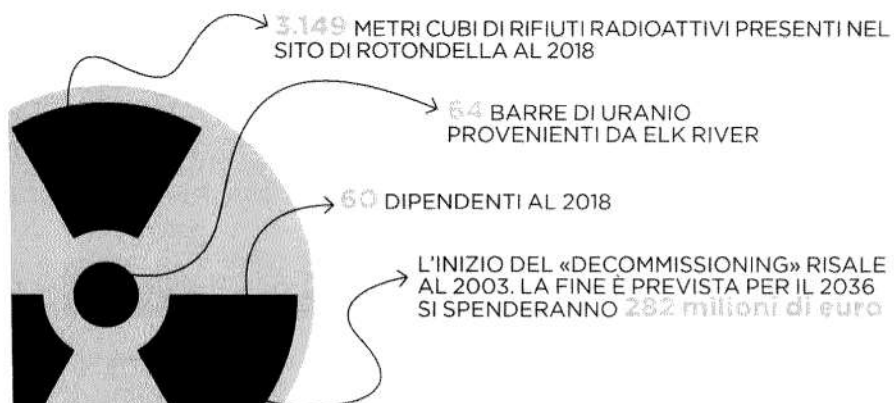 3.149 METRI CUBI DI RIFIUTI RADIOATTIVI PRESENTI NEL
SITO DI ROTONDELLA AL 2018
64 BARRE DI URANIO
PROVENIENTI DA ELK RIVER
60 DIPENDENTI AL 2018
L'INIZIO DEL «DECOMMISSIONING» RISALE
AL 2003. LA FINE È PREVISTA PER IL 2036
SI SPENDERANNO 282 milioni di euro